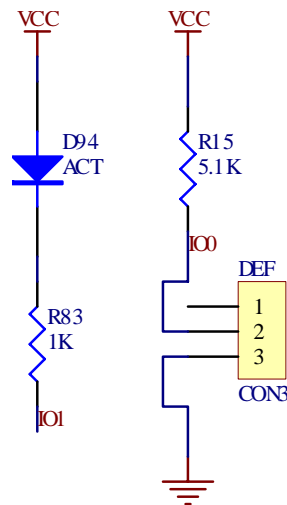 VCC
VCC
D94
ACT
R15
5.1K
IO0
DEF
1
2
3
CON3
R83
1K
IO1